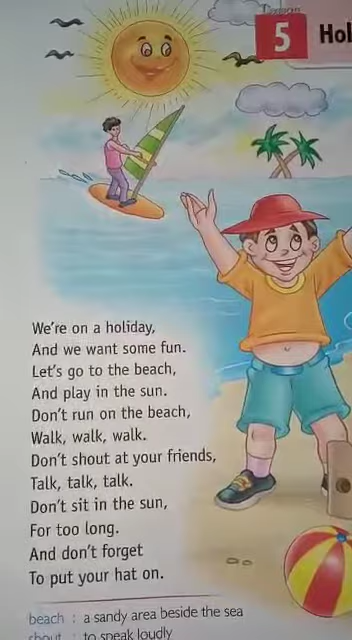 Lesson
5
We're on a holiday,
And we want some fun.
Let's go to the beach,
And play in the sun.
Don't run on the beach,
Walk, walk, walk.
Don't shout at your friends,
Talk, talk, talk.
Don't sit in the sun,
For too long.
And don't forget
To put your hat on.
beach : a sandy area beside the sea
shout : to speak loudly